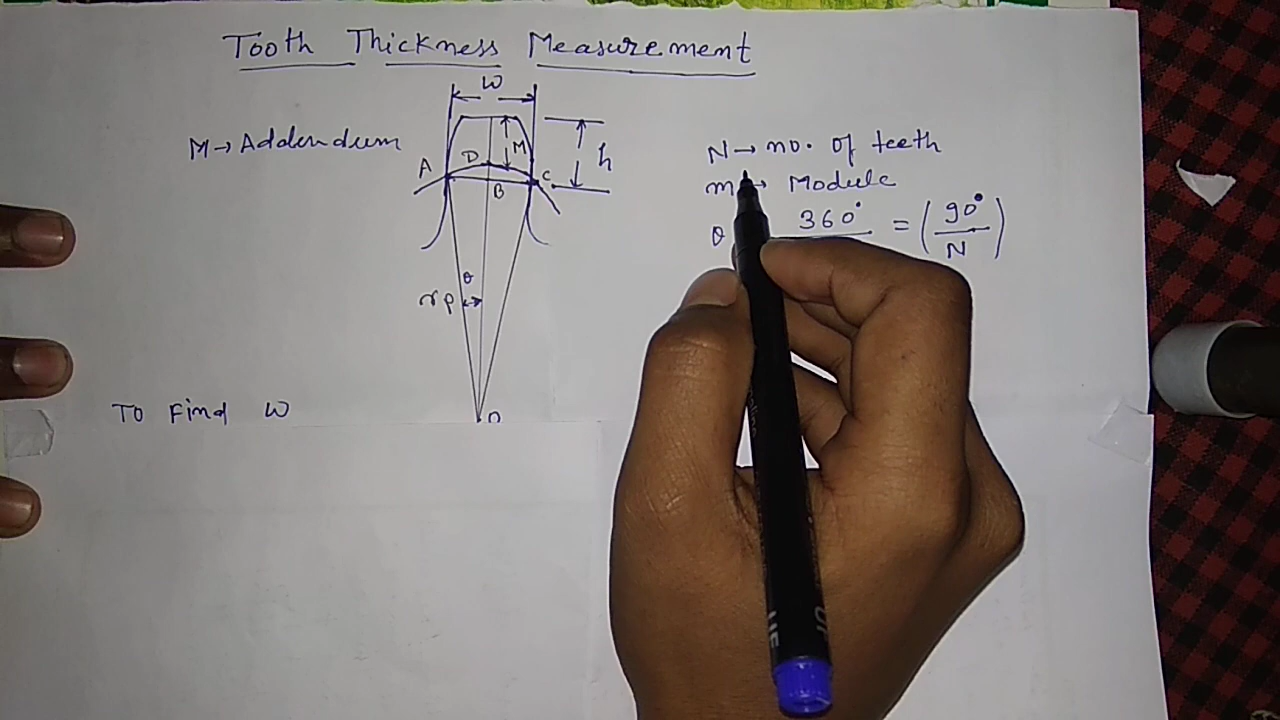 Tooth Thickness Measurement
w
M → Addendum
M
h
A D B C
θ
rp
O
N → no. of teeth
m → Module
θ 360° = (90°/N)
To Find w